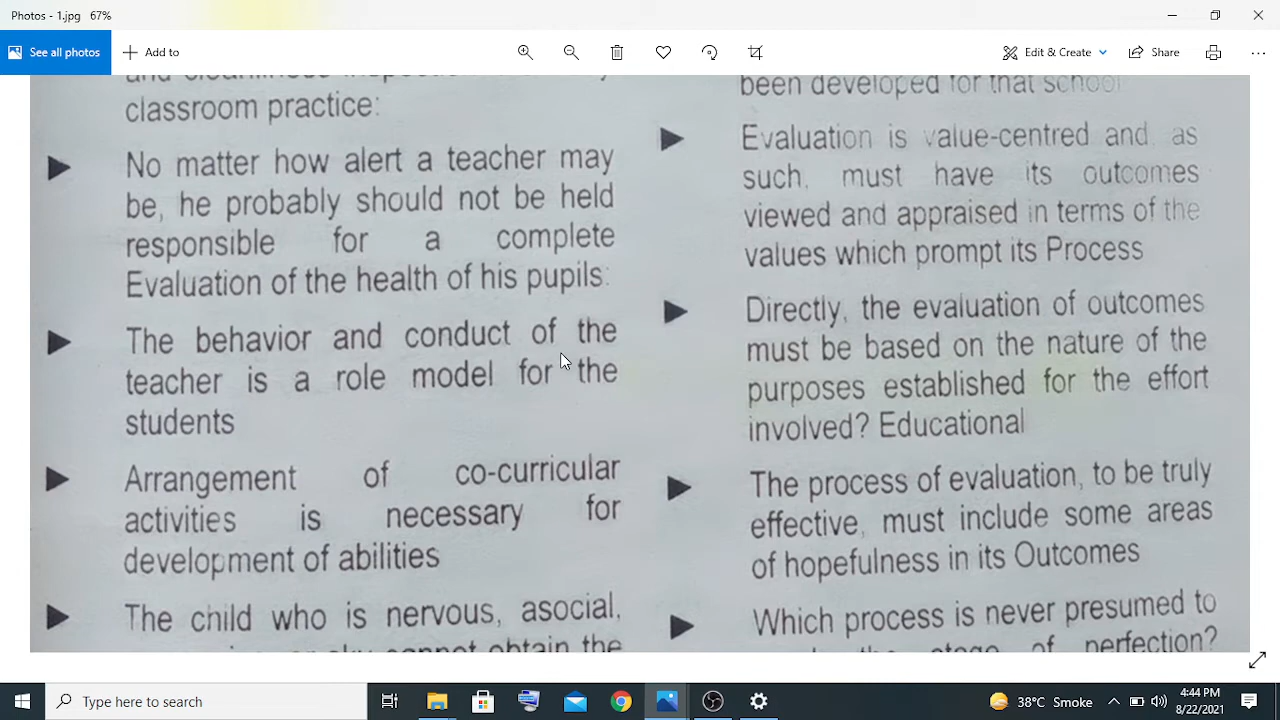 Photos - 1.jpg 67%
See all photos
Add to
Edit & Create
Share
classroom practice:
No matter how alert a teacher may
be, he probably should not be held
responsible for a complete
Evaluation of the health of his pupils:
The behavior and conduct of the
teacher is a role model for the
students
Arrangement of co-curricular
activities is necessary for
development of abilities
The child who is nervous, asocial,
cannot obtain the
been developed for that school
Evaluation is value-centred and, as
such, must have its outcomes
viewed and appraised in terms of the
values which prompt its Process
Directly, the evaluation of outcomes
must be based on the nature of the
purposes established for the effort
involved? Educational
The process of evaluation, to be truly
effective, must include some areas
of hopefulness in its Outcomes
Which process is never presumed to
the stage of perfection?
Type here to search
38°C Smoke
4:44 PM
8/22/2021